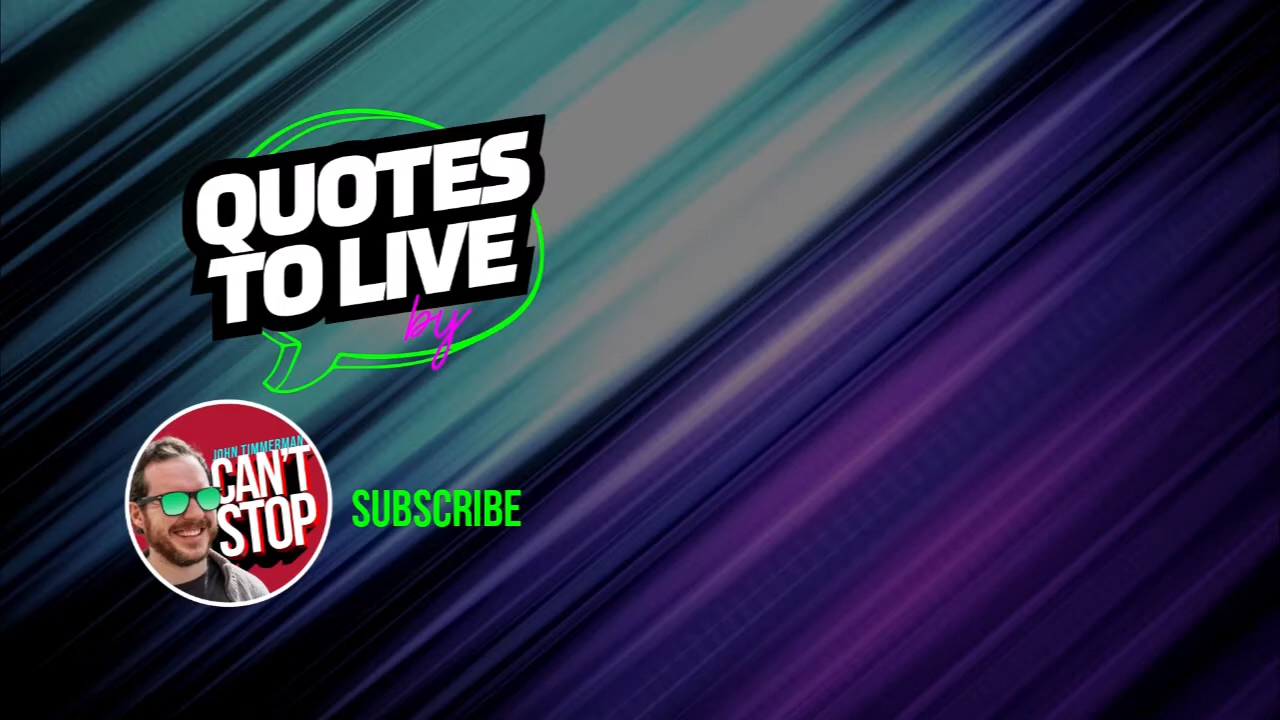 QUOTES
TO LIVE
by
JOHN TIMMERMAN
CAN'T
STOP
SUBSCRIBE